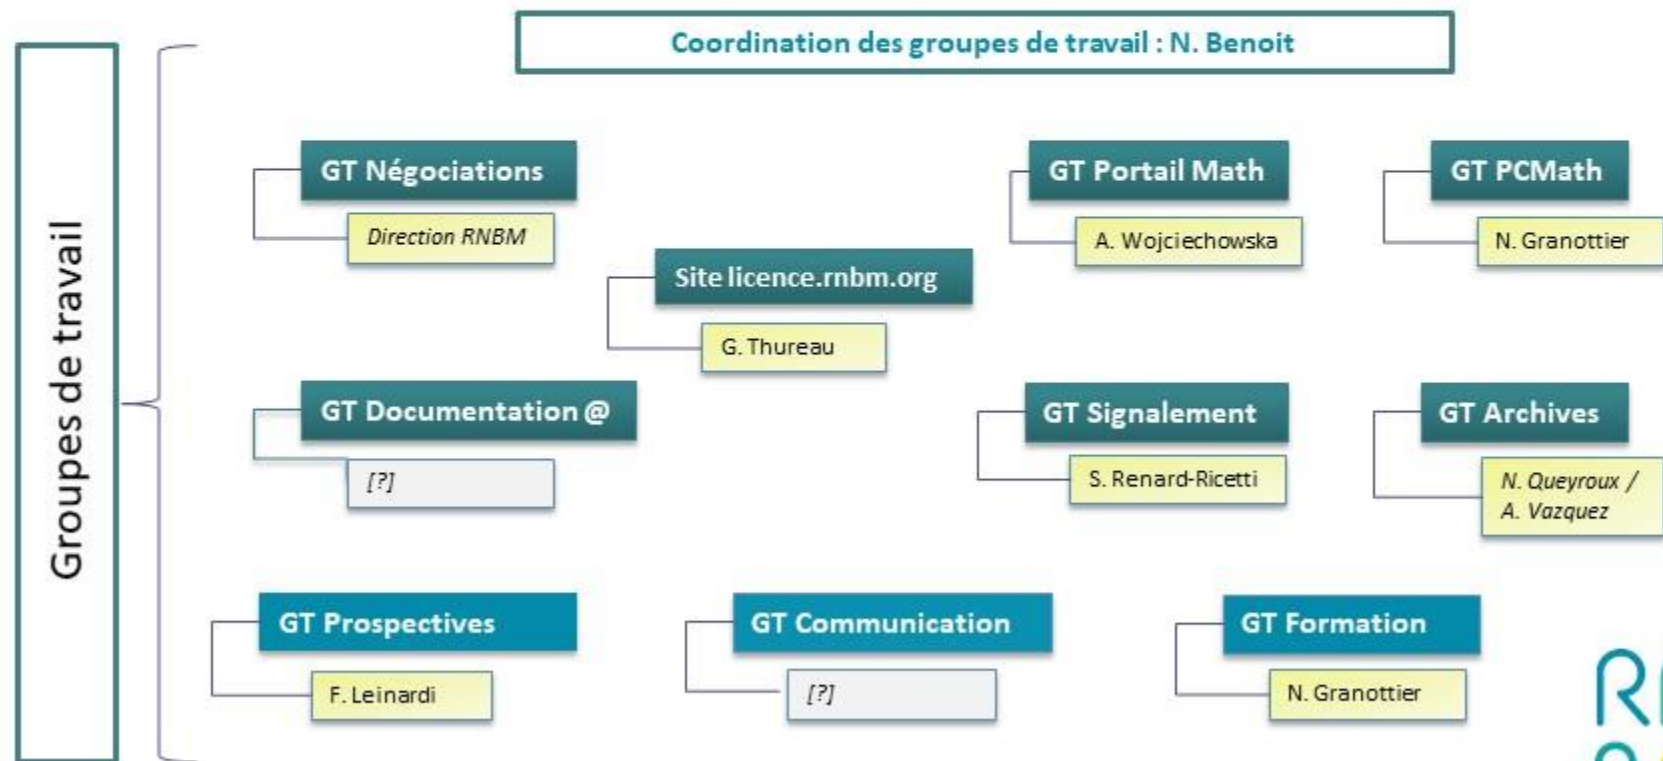 Coordination des groupes de travail : N. Benoit
Groupes de travail
GT Négociations
Direction RNBM
Site licence.rnbm.org
G. Thureau
GT Portail Math
A. Wojciechowska
GT PCMath
N. Granottier
GT Documentation @
[?]
GT Signalement
S. Renard-Ricetti
GT Archives
N. Queyroux /
A. Vazquez
GT Prospectives
F. Leinardi
GT Communication
[?]
GT Formation
N. Granottier